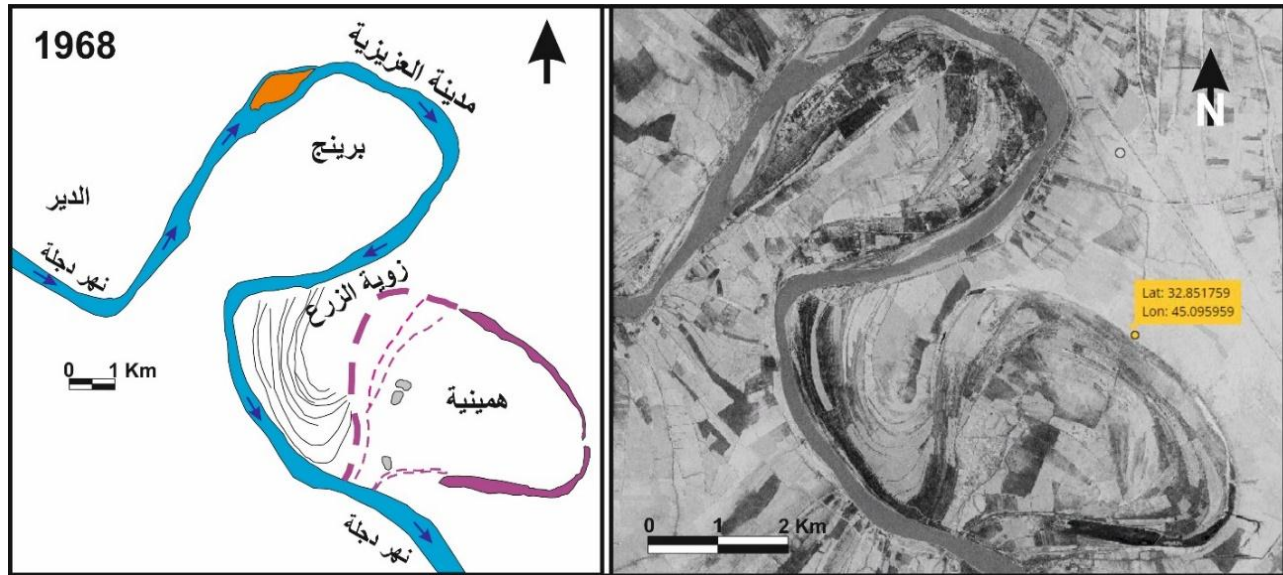 1968
مدينة العزيزية
برينج
الدير
نهر دجلة
زوية الزرع
0 1 Km
همينية
نهر دجلة
N
Lat: 32.851759
Lon: 45.095959
0 1 2 Km